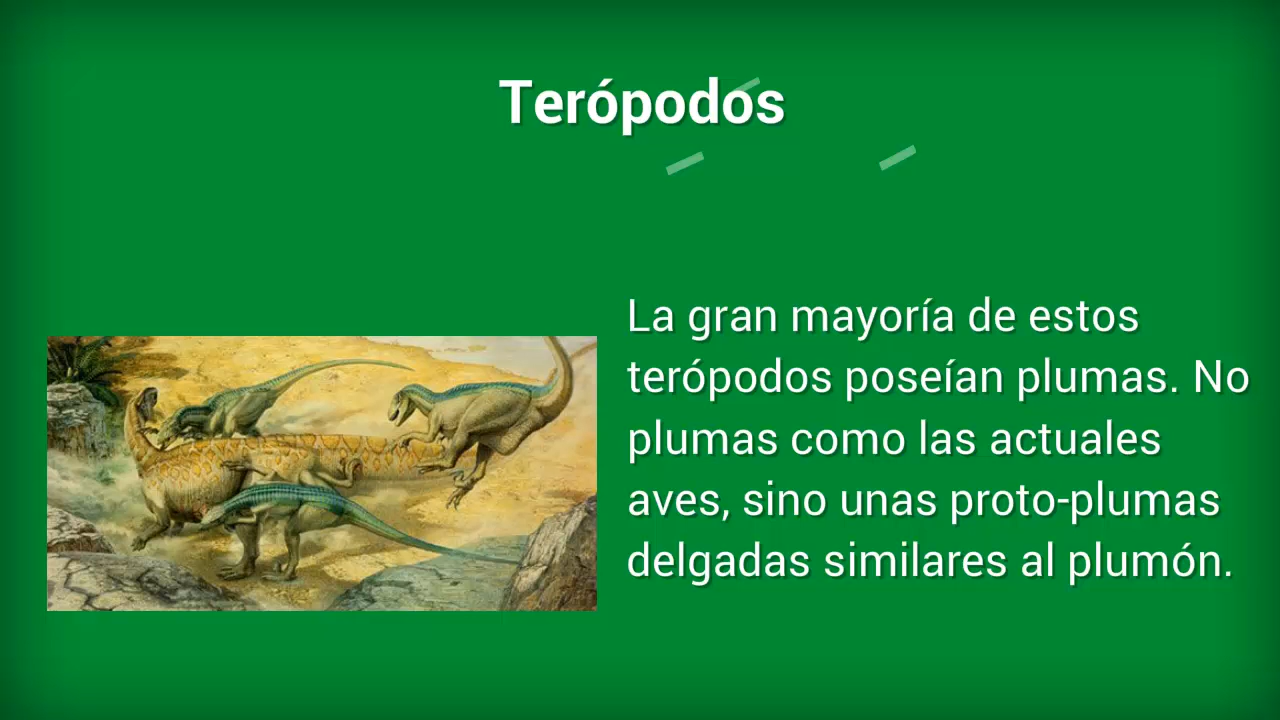 Terópodos
La gran mayoría de estos
terópodos poseían plumas. No
plumas como las actuales
aves, sino unas proto-plumas
delgadas similares al plumón.